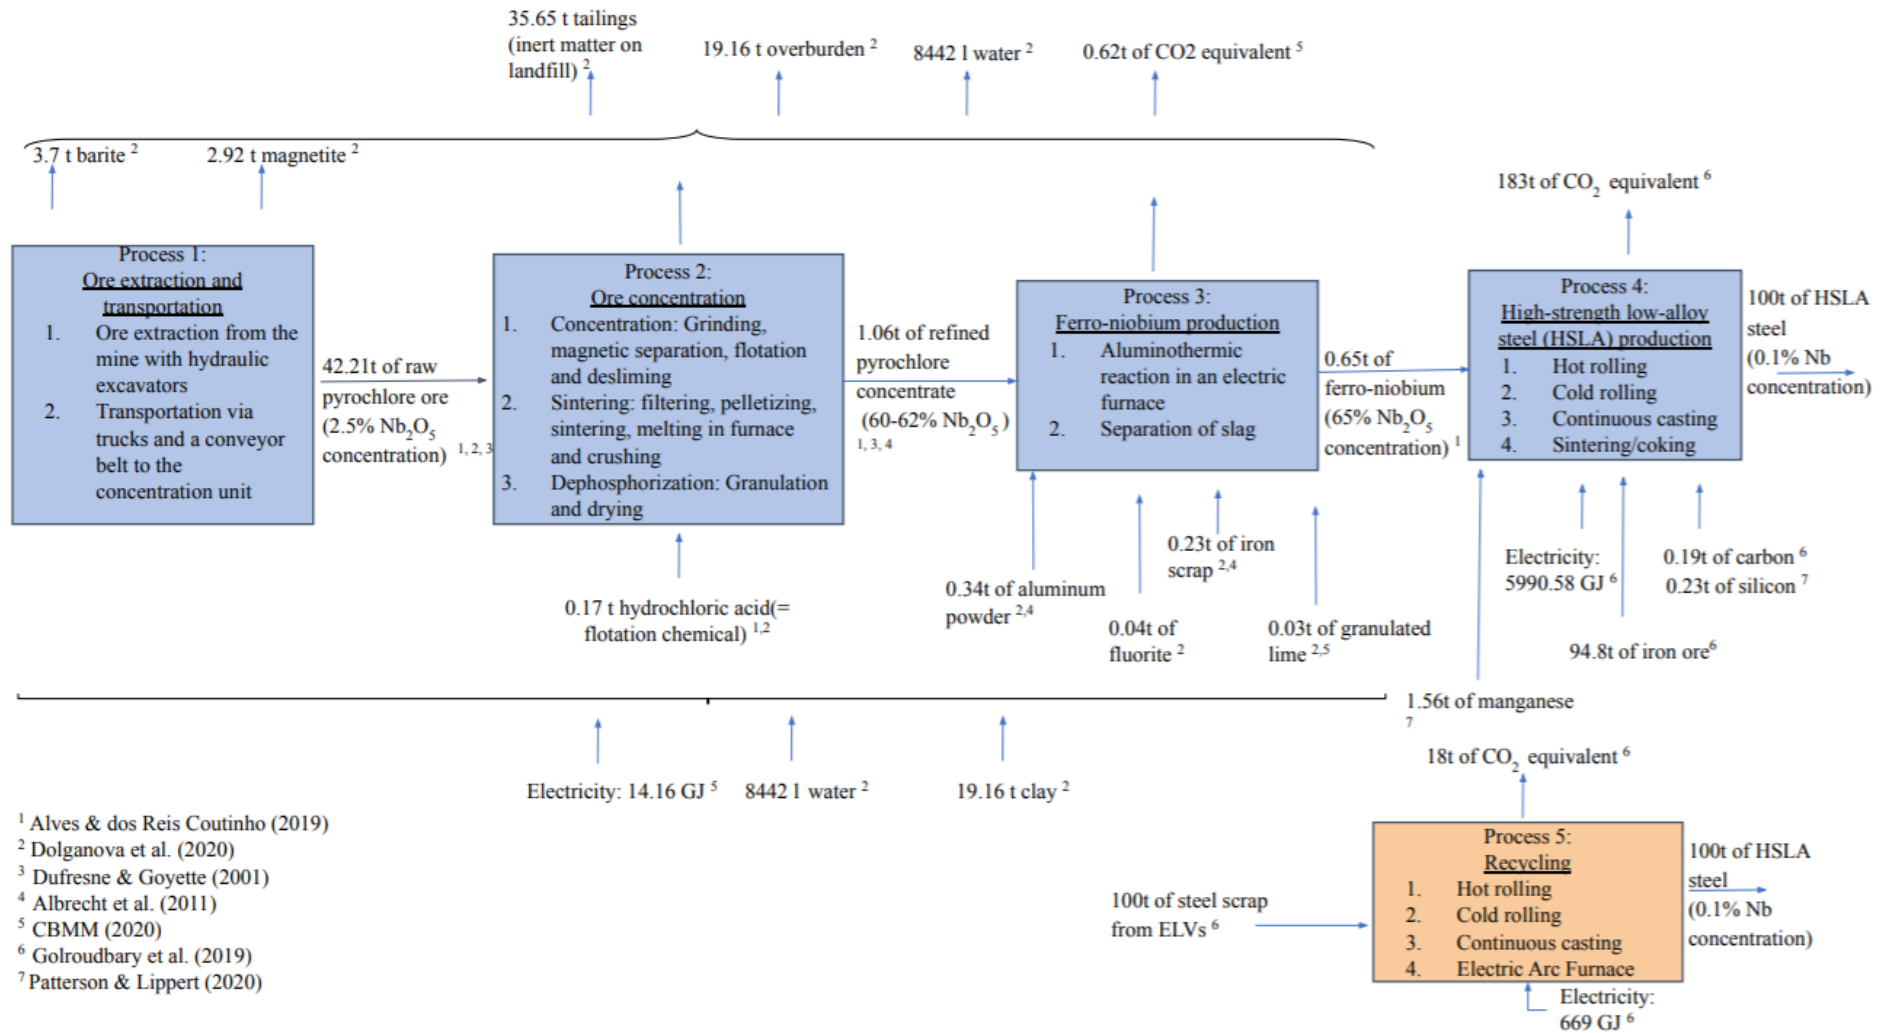 35.65 t tailings
(inert matter on
landfill) 2
19.16 t overburden 2
8442 l water 2
0.62t of CO2 equivalent 5
3.7 t barite 2
2.92 t magnetite 2
183t of CO2 equivalent 6
Process 1:
Ore extraction and
transportation
1. Ore extraction from the
mine with hydraulic
excavators
2. Transportation via
trucks and a conveyor
belt to the
concentration unit
42.21t of raw
pyrochlore ore
(2.5% Nb2O5
concentration) 1, 2, 3
Process 2:
Ore concentration
1. Concentration: Grinding,
magnetic separation, flotation
and desliming
2. Sintering: filtering, pelletizing,
sintering, melting in furnace
and crushing
3. Dephosphorization: Granulation
and drying
1.06t of refined
pyrochlore
concentrate
(60-62% Nb2O5 )
1, 3, 4
Process 3:
Ferro-niobium production
1. Aluminothermic
reaction in an electric
furnace
2. Separation of slag
0.65t of
ferro-niobium
(65% Nb2O5
concentration) 1
Process 4:
High-strength low-alloy
steel (HSLA) production
1. Hot rolling
2. Cold rolling
3. Continuous casting
4. Sintering/coking
100t of HSLA
steel
(0.1% Nb
concentration)
0.17 t hydrochloric acid(=
flotation chemical) 1,2
0.34t of aluminum
powder 2,4
0.04t of
fluorite 2
0.23t of iron
scrap 2,4
0.03t of granulated
lime 2,5
Electricity:
5990.58 GJ 6
0.19t of carbon 6
0.23t of silicon 7
94.8t of iron ore6
1.56t of manganese
7
Electricity: 14.16 GJ 5
8442 l water 2
19.16 t clay 2
18t of CO2 equivalent 6
100t of steel scrap
from ELVs 6
Process 5:
Recycling
1. Hot rolling
2. Cold rolling
3. Continuous casting
4. Electric Arc Furnace
100t of HSLA
steel
(0.1% Nb
concentration)
Electricity:
669 GJ 6
1 Alves & dos Reis Coutinho (2019)
2 Dolganova et al. (2020)
3 Dufresne & Goyette (2001)
4 Albrecht et al. (2011)
5 CBMM (2020)
6 Golroudbary et al. (2019)
7 Patterson & Lippert (2020)